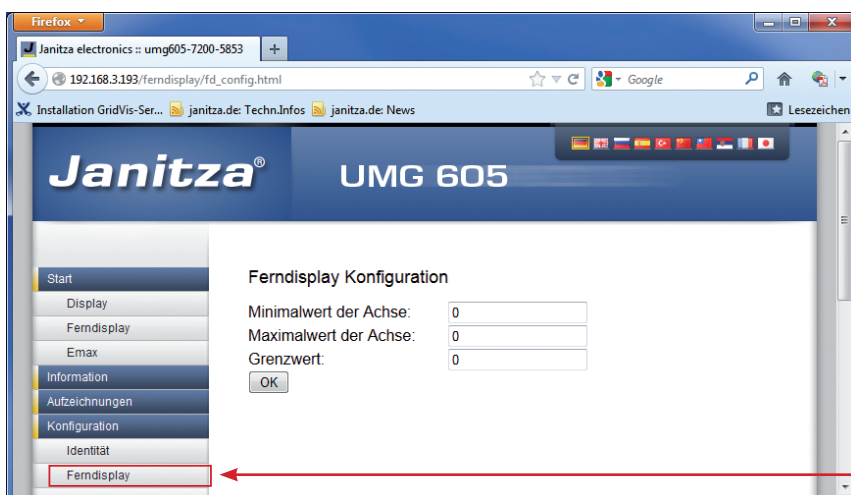 Firefox
Janitza electronics :: umg605-7200-5853
192.168.3.193/ferndisplay/fd_config.html
Google
Installation GridVis-Ser...
janitza.de: Techn.Infos
janitza.de: News
Lesezeichen
Janitza®
UMG 605
Start
Display
Ferndisplay
Emax
Information
Aufzeichnungen
Konfiguration
Identität
Ferndisplay
Ferndisplay Konfiguration
Minimalwert der Achse: 0
Maximalwert der Achse: 0
Grenzwert: 0
OK